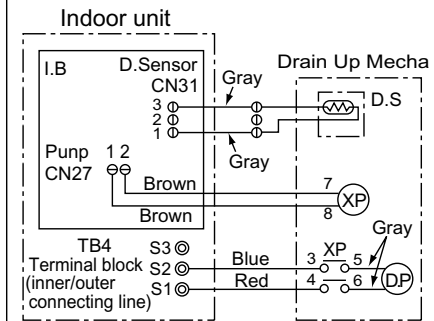 Indoor unit
Drain Up Mecha
I.B D.Sensor
CN31
Gray
D.S
3
2
1
Gray
Punp 1 2
CN27
Brown
7
XP
Brown
8
Gray
TB4 S3
Terminal block S2 Blue 3 XP 5
(inner/outer S1 Red 4 6 DP
connecting line)